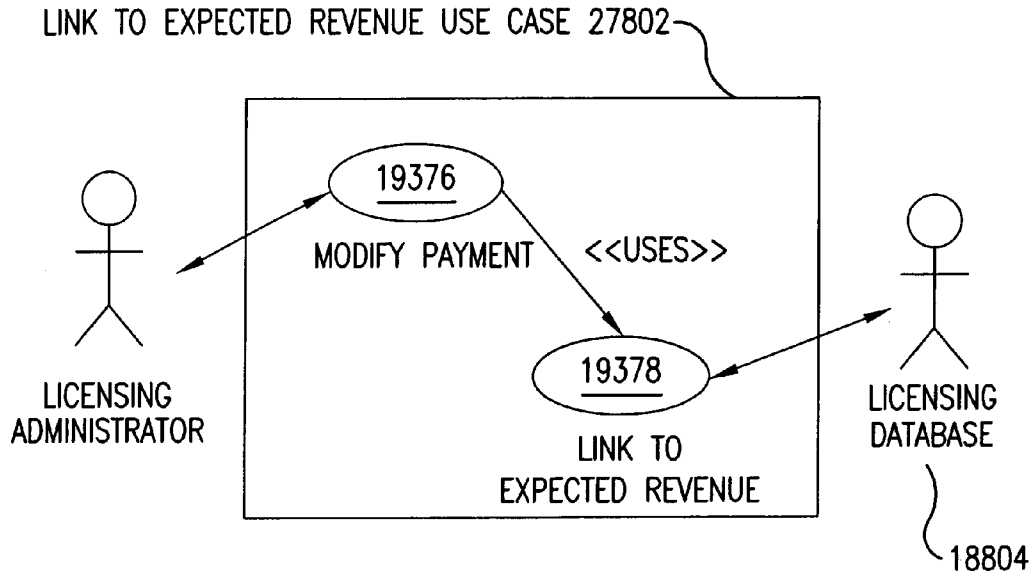 LINK TO EXPECTED REVENUE USE CASE 27802
19376
MODIFY PAYMENT
<<USES>>
19378
LINK TO
EXPECTED REVENUE
LICENSING
ADMINISTRATOR
LICENSING
DATABASE
18804